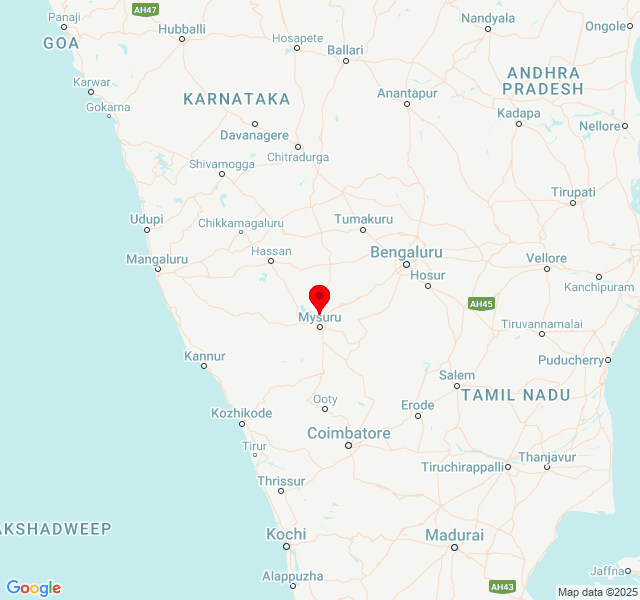 Panaji
AH47
Hubballi
Nandyala
Ongole
GOA
Hosapete
Ballari
Karwar
ANDHRA
PRADESH
KARNATAKA
Anantapur
Gokarna
Kadapa
Nellore
Davanagere
Chitradurga
Shivamogga
Tirupati
Udupi
Chikkamagaluru
Tumakuru
Hassan
Bengaluru
Mangaluru
Vellore
Hosur
Kanchipuram
AH45
Mysuru
Tiruvannamalai
Kannur
Puducherry
Salem
TAMIL NADU
Ooty
Kozhikode
Erode
Coimbatore
Tirur
Thanjavur
Tiruchirappalli
Thrissur
AKSHADWEEP
Kochi
Madurai
Jaffna
Alappuzha
AH43
Google
Map data ©2025